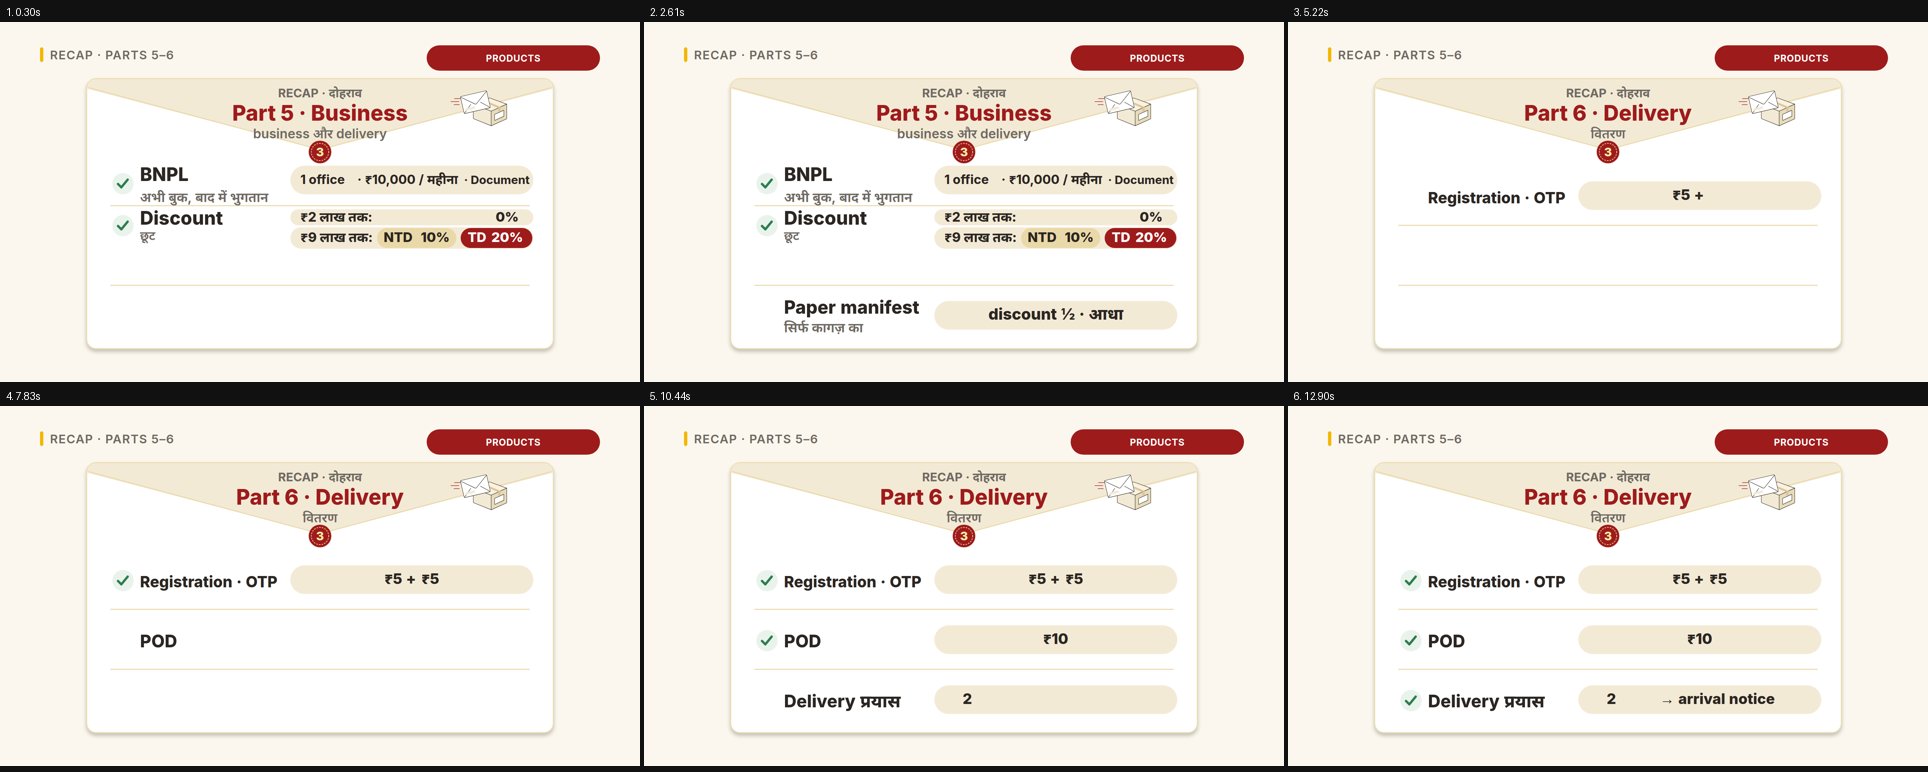 1. 0.30s
RECAP · PARTS 5–6
PRODUCTS
RECAP · दोहराव
Part 5 · Business
business और delivery
3
BNPL
1 office · ₹10,000 / महीना · Document
अभी बुक, बाद में भुगतान
Discount
₹2 लाख तक: 0%
छूट
₹9 लाख तक: NTD 10% TD 20%
2. 2.61s
RECAP · PARTS 5–6
PRODUCTS
RECAP · दोहराव
Part 5 · Business
business और delivery
3
BNPL
1 office · ₹10,000 / महीना · Document
अभी बुक, बाद में भुगतान
Discount
₹2 लाख तक: 0%
छूट
₹9 लाख तक: NTD 10% TD 20%
Paper manifest
discount ½ · आधा
सिर्फ कागज़ का
3. 5.22s
RECAP · PARTS 5–6
PRODUCTS
RECAP · दोहराव
Part 6 · Delivery
वितरण
3
Registration · OTP ₹5 +
4. 7.83s
RECAP · PARTS 5–6
PRODUCTS
RECAP · दोहराव
Part 6 · Delivery
वितरण
3
Registration · OTP ₹5 + ₹5
POD
5. 10.44s
RECAP · PARTS 5–6
PRODUCTS
RECAP · दोहराव
Part 6 · Delivery
वितरण
3
Registration · OTP ₹5 + ₹5
POD ₹10
Delivery प्रयास 2
6. 12.90s
RECAP · PARTS 5–6
PRODUCTS
RECAP · दोहराव
Part 6 · Delivery
वितरण
3
Registration · OTP ₹5 + ₹5
POD ₹10
Delivery प्रयास 2 → arrival notice